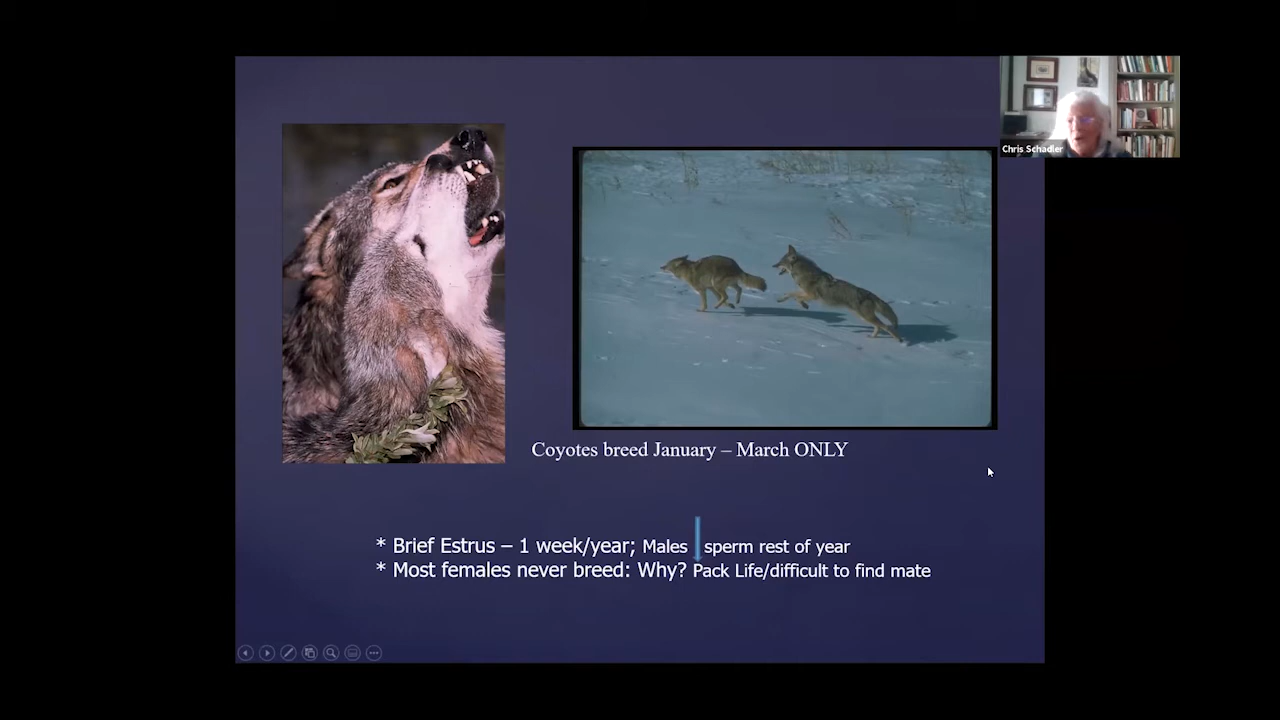 Chris Schadler
Coyotes breed January – March ONLY
* Brief Estrus – 1 week/year; Males sperm rest of year
* Most females never breed: Why? Pack Life/difficult to find mate